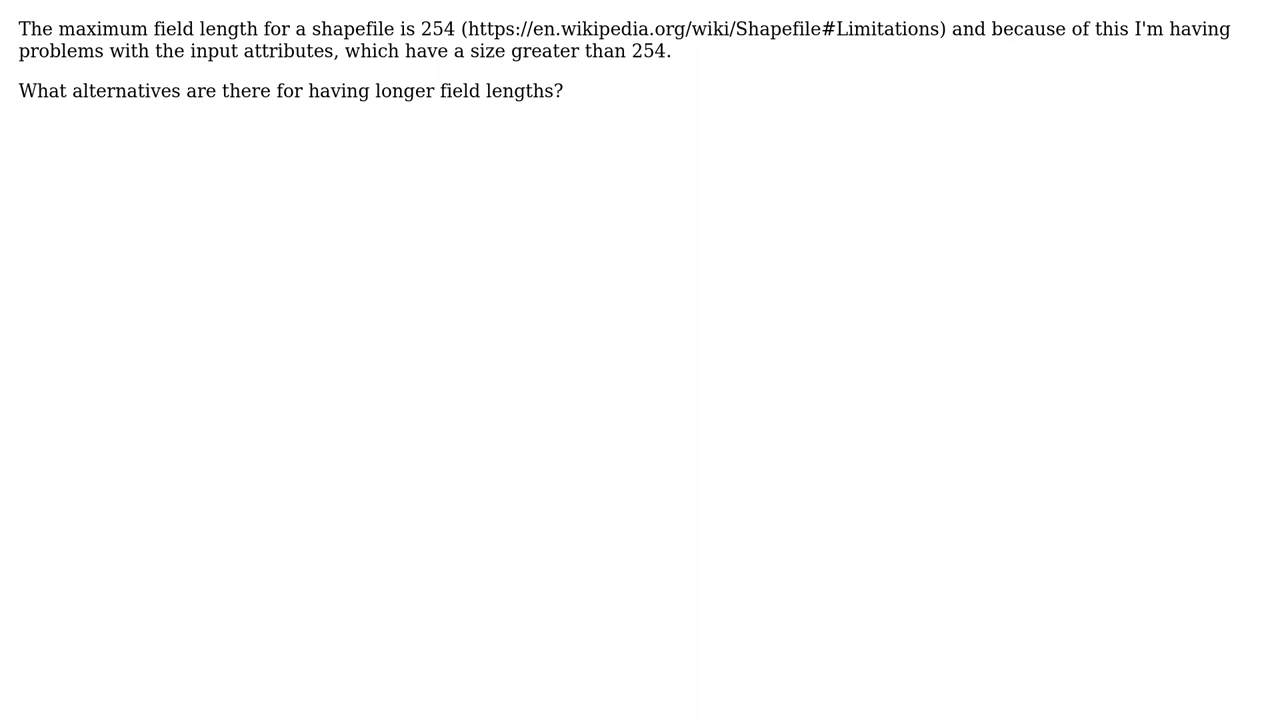 The maximum field length for a shapefile is 254 (https://en.wikipedia.org/wiki/Shapefile#Limitations) and because of this I'm having
problems with the input attributes, which have a size greater than 254.
What alternatives are there for having longer field lengths?